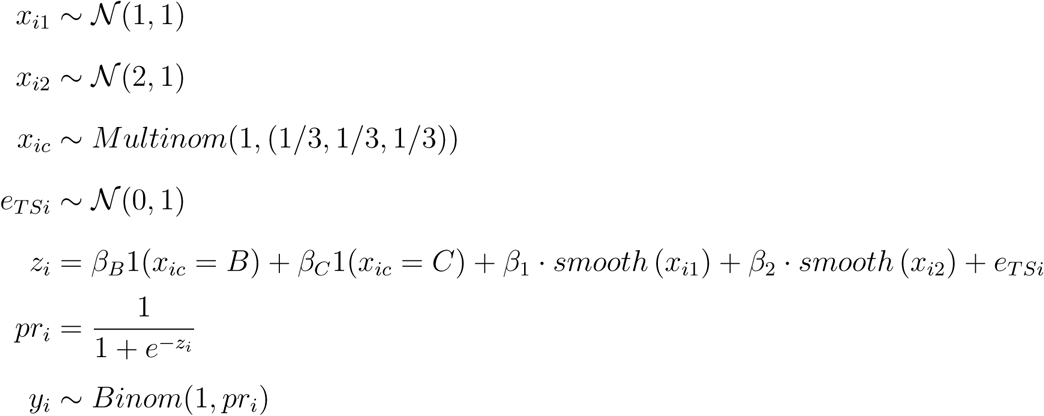 x_{i1} ∼ 𝒩(1, 1)
x_{i2} ∼ 𝒩(2, 1)
x_{ic} ∼ Multinom(1, (1/3, 1/3, 1/3))
e_{TSi} ∼ 𝒩(0, 1)
z_i = β_B 1(x_{ic} = B) + β_C 1(x_{ic} = C) + β_1 · smooth (x_{i1}) + β_2 · smooth (x_{i2}) + e_{TSi}
pr_i = \frac{1}{1 + e^{-z_i}}
y_i ∼ Binom(1, pr_i)